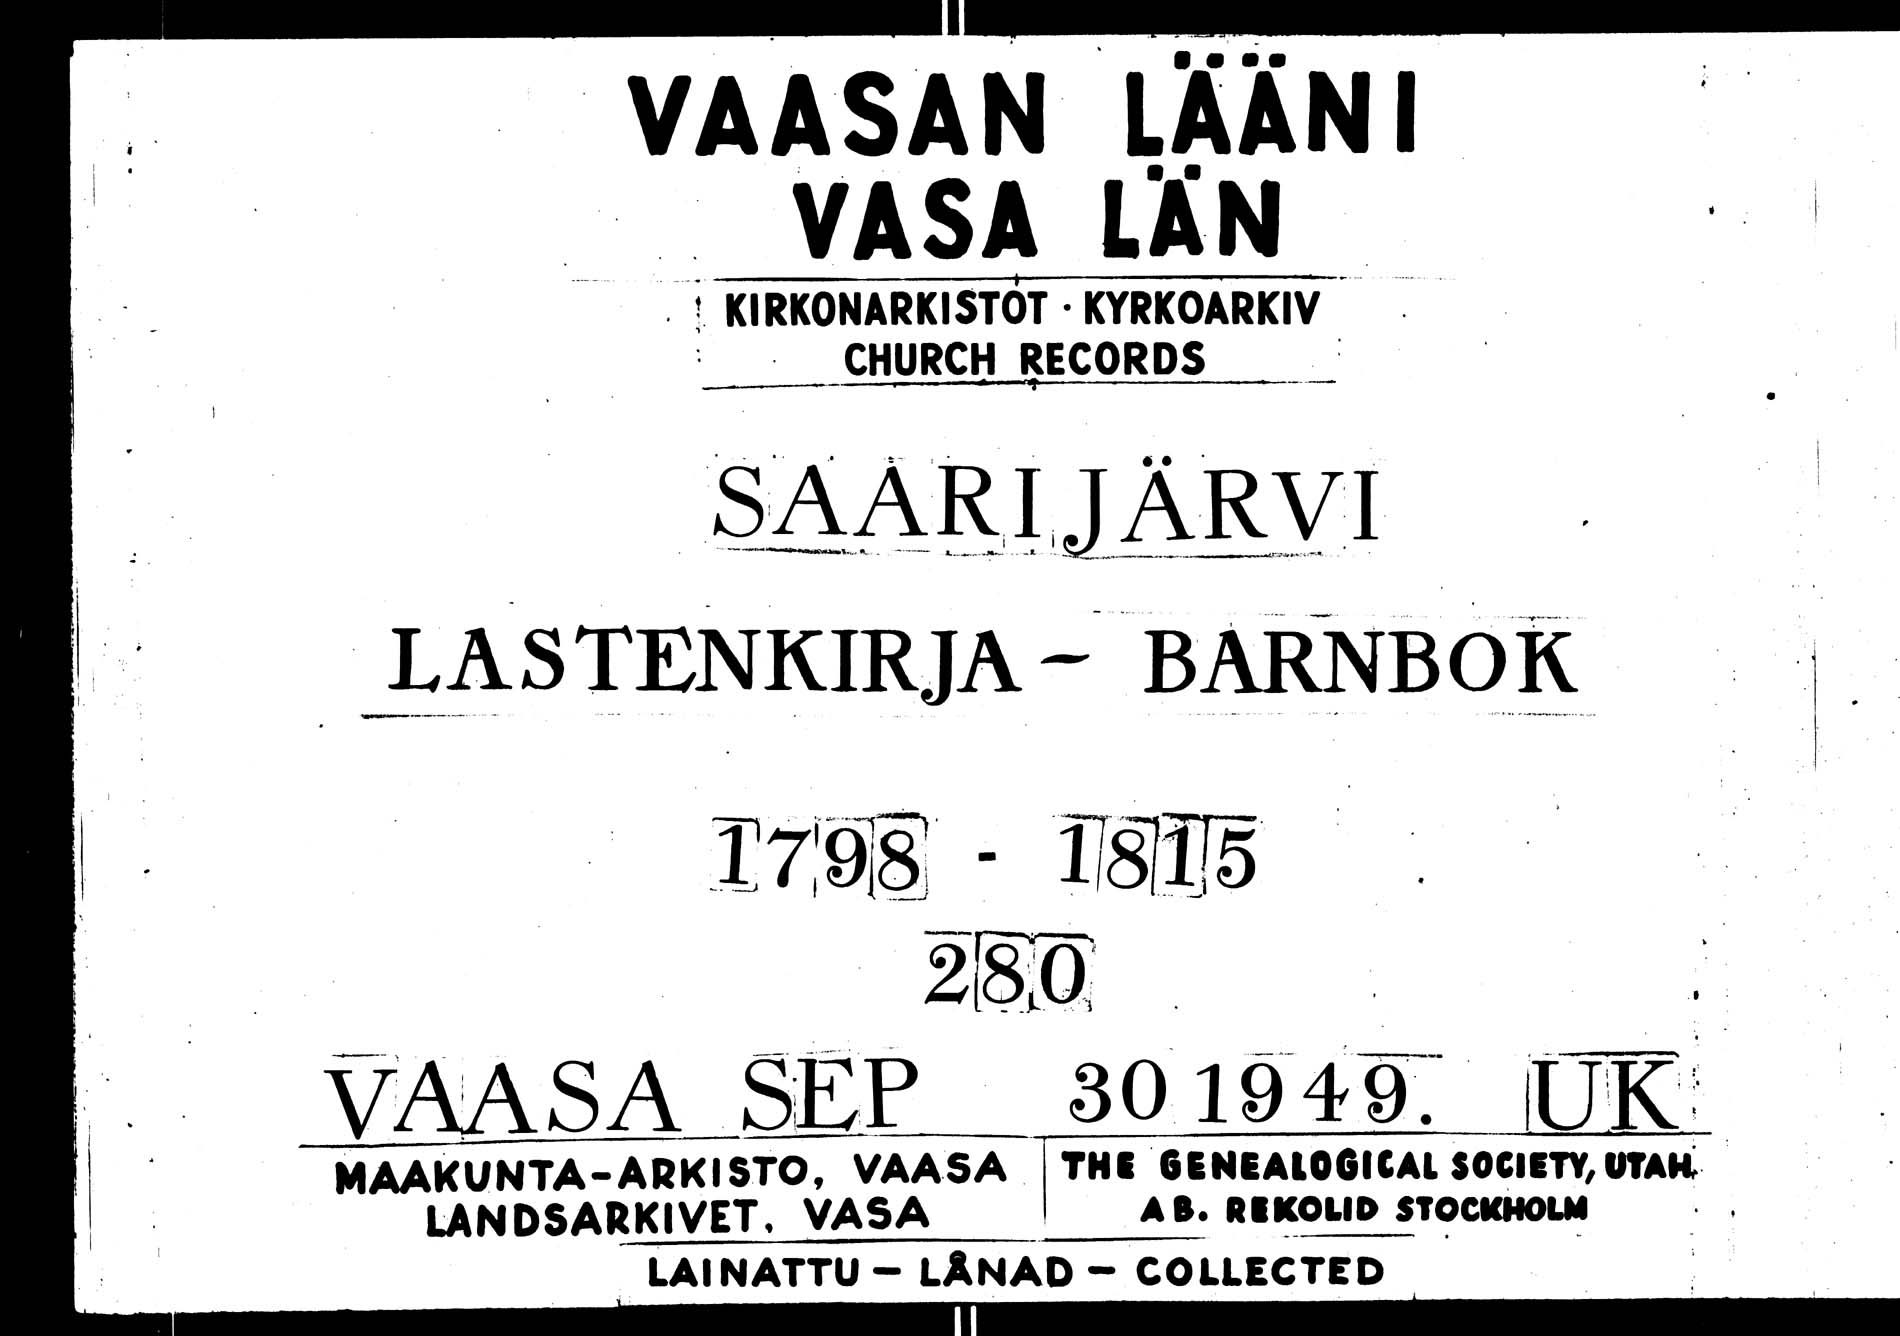 VAASAN LÄÄNI
VASA LÄN
KIRKONARKISTOT · KYRKOARKIV
CHURCH RECORDS
SAARIJÄRVI
LASTENKIRJA - BARNBOK
1798 - 1815
280
VAASA SEP 30 1949. UK
MAAKUNTA-ARKISTO, VAASA
LANDSARKIVET, VASA
THE GENEALOGICAL SOCIETY, UTAH.
AB. REKOLID STOCKHOLM
LAINATTU - LÅNAD - COLLECTED